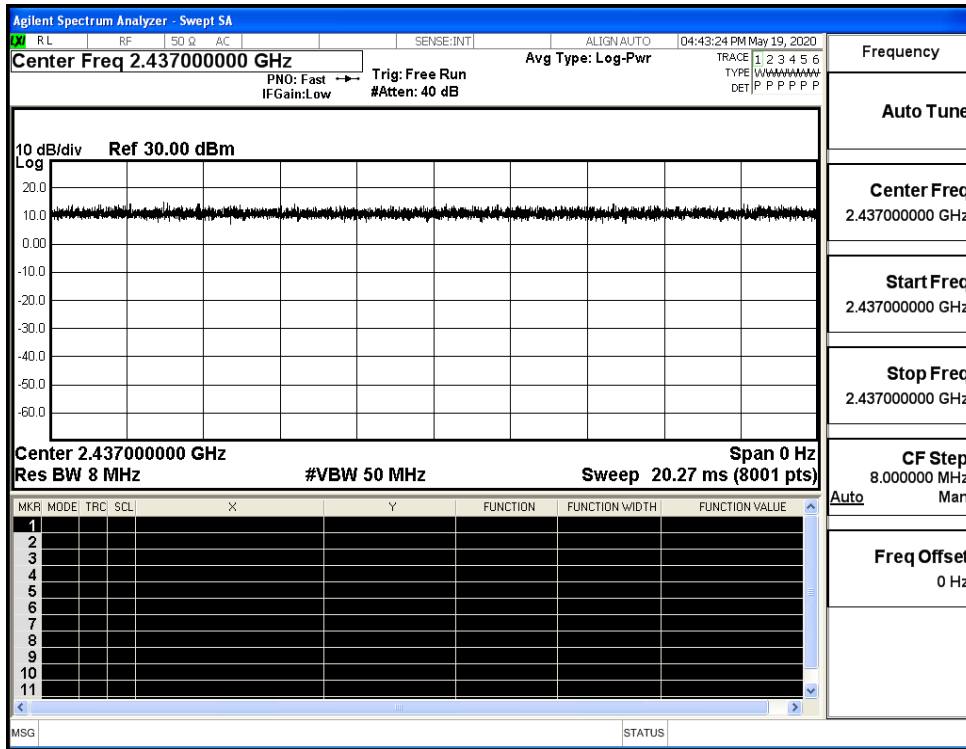 Agilent Spectrum Analyzer - Swept SA
LXI RL RF 50 Ω AC SENSE:INT ALIGN AUTO 04:43:24 PM May 19, 2020
Center Freq 2.437000000 GHz
PNO: Fast
IFGain:Low
Trig: Free Run
#Atten: 40 dB
Avg Type: Log-Pwr
TRACE 1 2 3 4 5 6
TYPE WWWWWW
DET P P P P P P
10 dB/div Ref 30.00 dBm
Log
20.0
10.0
0.00
-10.0
-20.0
-30.0
-40.0
-50.0
-60.0
Center 2.437000000 GHz Span 0 Hz
Res BW 8 MHz #VBW 50 MHz Sweep 20.27 ms (8001 pts)
MKR MODE TRC SCL X Y FUNCTION FUNCTION WIDTH FUNCTION VALUE
1
2
3
4
5
6
7
8
9
10
11
MSG STATUS
Frequency
Auto Tune
Center Freq
2.437000000 GHz
Start Freq
2.437000000 GHz
Stop Freq
2.437000000 GHz
CF Step
8.000000 MHz
Auto Man
Freq Offset
0 Hz